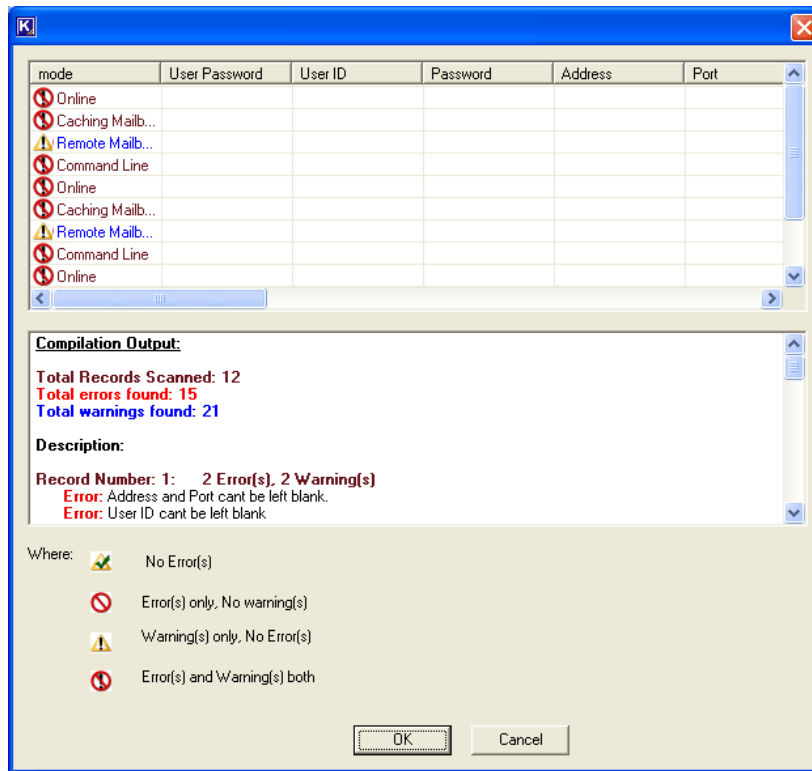 K
mode User Password User ID Password Address Port
Online
Caching Mailb...
Remote Mailb...
Command Line
Online
Caching Mailb...
Remote Mailb...
Command Line
Online
Compilation Output:
Total Records Scanned: 12
Total errors found: 15
Total warnings found: 21
Description:
Record Number: 1: 2 Error(s), 2 Warning(s)
Error: Address and Port cant be left blank.
Error: User ID cant be left blank
Where:
No Error(s)
Error(s) only, No warning(s)
Warning(s) only, No Error(s)
Error(s) and Warning(s) both
OK Cancel